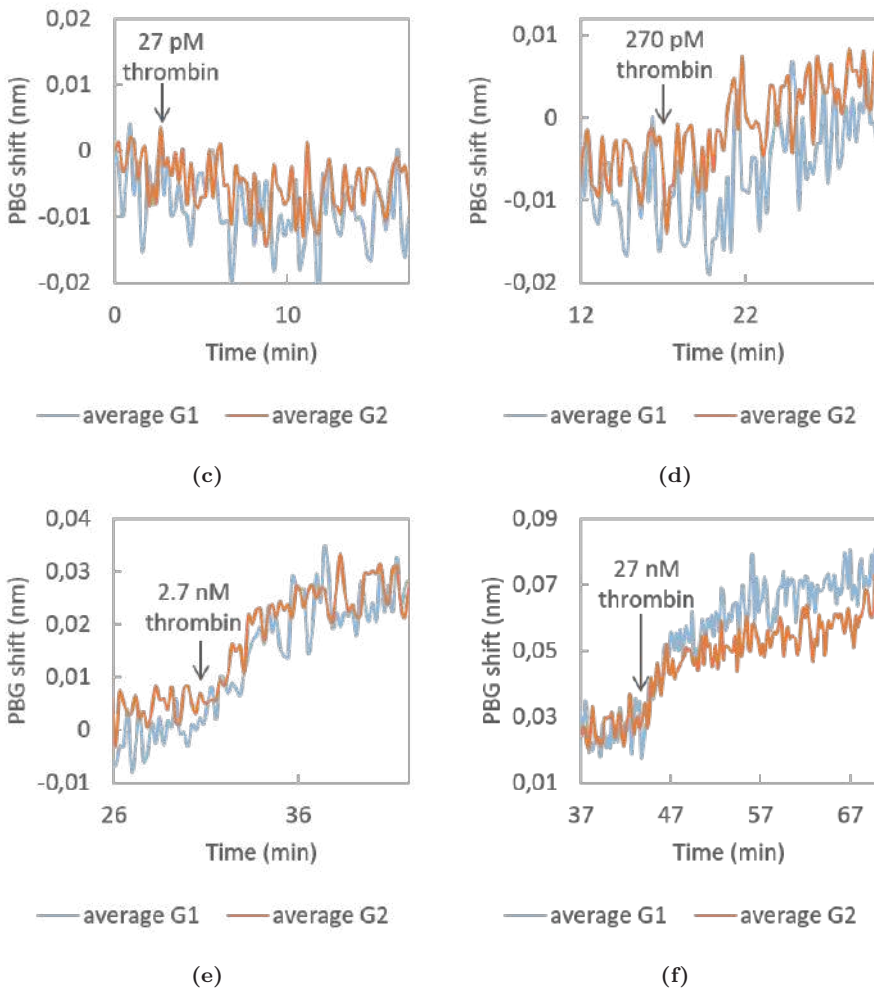 0,02
0,01
0
-0,01
-0,02
PBG shift (nm)
27 pM
thrombin
0
10
Time (min)
average G1
average G2
(c)
0,01
0
-0,01
-0,02
PBG shift (nm)
270 pM
thrombin
12
22
Time (min)
average G1
average G2
(d)
0,04
0,03
0,02
0,01
0
-0,01
PBG shift (nm)
2.7 nM
thrombin
26
36
Time (min)
average G1
average G2
(e)
0,09
0,07
0,05
0,03
0,01
PBG shift (nm)
27 nM
thrombin
37
47
57
67
Time (min)
average G1
average G2
(f)